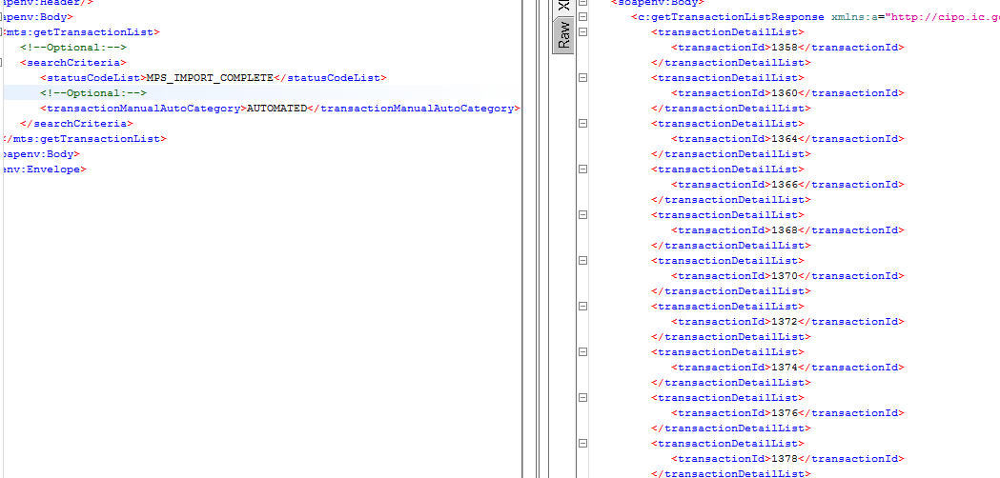 apenv:Header/>
apenv:Body>
<mts:getTransactionList>
<!--Optional:-->
<searchCriteria>
<statusCodeList>MPS_IMPORT_COMPLETE</statusCodeList>
<!--Optional:-->
<transactionManualAutoCategory>AUTOMATED</transactionManualAutoCategory>
</searchCriteria>
</mts:getTransactionList>
oapenv:Body>
env:Envelope>
Raw
<soapenv:Body>
<c:getTransactionListResponse xmlns:a="http://cipo.ic.g
<transactionDetailList>
<transactionId>1358</transactionId>
</transactionDetailList>
<transactionDetailList>
<transactionId>1360</transactionId>
</transactionDetailList>
<transactionDetailList>
<transactionId>1364</transactionId>
</transactionDetailList>
<transactionDetailList>
<transactionId>1366</transactionId>
</transactionDetailList>
<transactionDetailList>
<transactionId>1368</transactionId>
</transactionDetailList>
<transactionDetailList>
<transactionId>1370</transactionId>
</transactionDetailList>
<transactionDetailList>
<transactionId>1372</transactionId>
</transactionDetailList>
<transactionDetailList>
<transactionId>1374</transactionId>
</transactionDetailList>
<transactionDetailList>
<transactionId>1376</transactionId>
</transactionDetailList>
<transactionDetailList>
<transactionId>1378</transactionId>
</transactionDetailList>